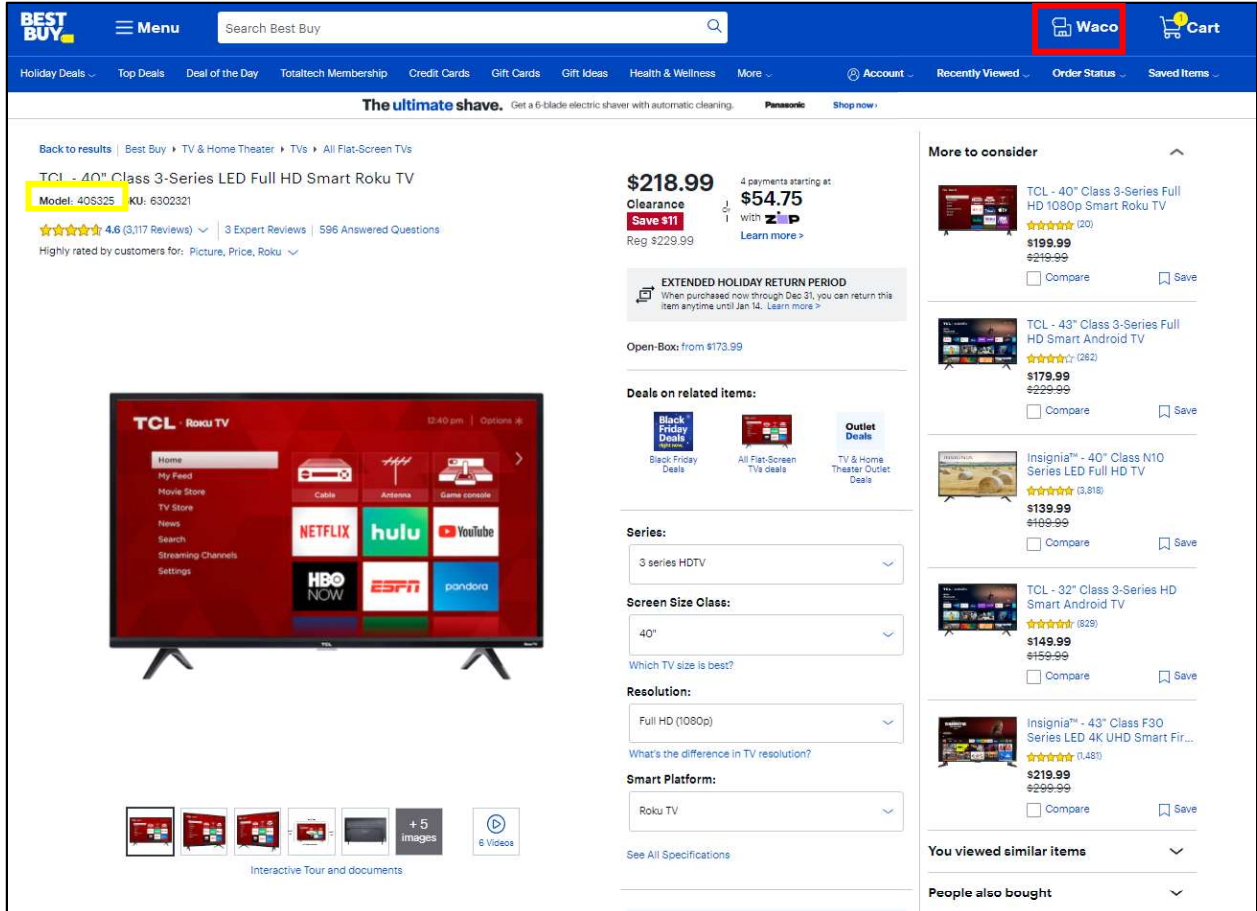 BEST BUY
Menu
Search Best Buy
Waco
1
Cart
Holiday Deals
Top Deals
Deal of the Day
Totaltech Membership
Credit Cards
Gift Cards
Gift Ideas
Health & Wellness
More
Account
Recently Viewed
Order Status
Saved Items
The ultimate shave. Get a 6-blade electric shaver with automatic cleaning. Panasonic Shop now ›
Back to results | Best Buy TV & Home Theater TVs All Flat-Screen TVs
TCL - 40" Class 3-Series LED Full HD Smart Roku TV
Model: 40S325 KU: 6302321
4.6 (3,117 Reviews) 3 Expert Reviews 596 Answered Questions
Highly rated by customers for: Picture, Price, Roku
TCL · Roku TV 12:40 pm | Options
Home
My Feed
Movie Store
TV Store
News
Search
Streaming Channels
Settings
Cable
Antenna
Game console
NETFLIX
hulu
YouTube
HBO NOW
ESPN
pandora
TCL
+ 5
images
6 Videos
Interactive Tour and documents
$218.99
Clearance
Save $11
Reg $229.99
or
4 payments starting at
$54.75
with ZIP
Learn more >
EXTENDED HOLIDAY RETURN PERIOD
When purchased now through Dec 31, you can return this
item anytime until Jan 14. Learn more >
Open-Box: from $173.99
Deals on related items:
Black
Friday
Deals
right now.
Black Friday
Deals
All Flat-Screen
TVs deals
Outlet
Deals
TV & Home
Theater Outlet
Deals
Series:
3 series HDTV
Screen Size Class:
40"
Which TV size is best?
Resolution:
Full HD (1080p)
What's the difference in TV resolution?
Smart Platform:
Roku TV
See All Specifications
More to consider
TCL - 40" Class 3-Series Full
HD 1080p Smart Roku TV
(20)
$199.99
$219.99
Compare
Save
TCL - 43" Class 3-Series Full
HD Smart Android TV
(262)
$179.99
$229.99
Compare
Save
Insignia™ - 40" Class N10
Series LED Full HD TV
(3,818)
$139.99
$189.99
Compare
Save
TCL - 32" Class 3-Series HD
Smart Android TV
(829)
$149.99
$159.99
Compare
Save
Insignia™ - 43" Class F30
Series LED 4K UHD Smart Fir...
(1,481)
$219.99
$299.99
Compare
Save
You viewed similar items
People also bought